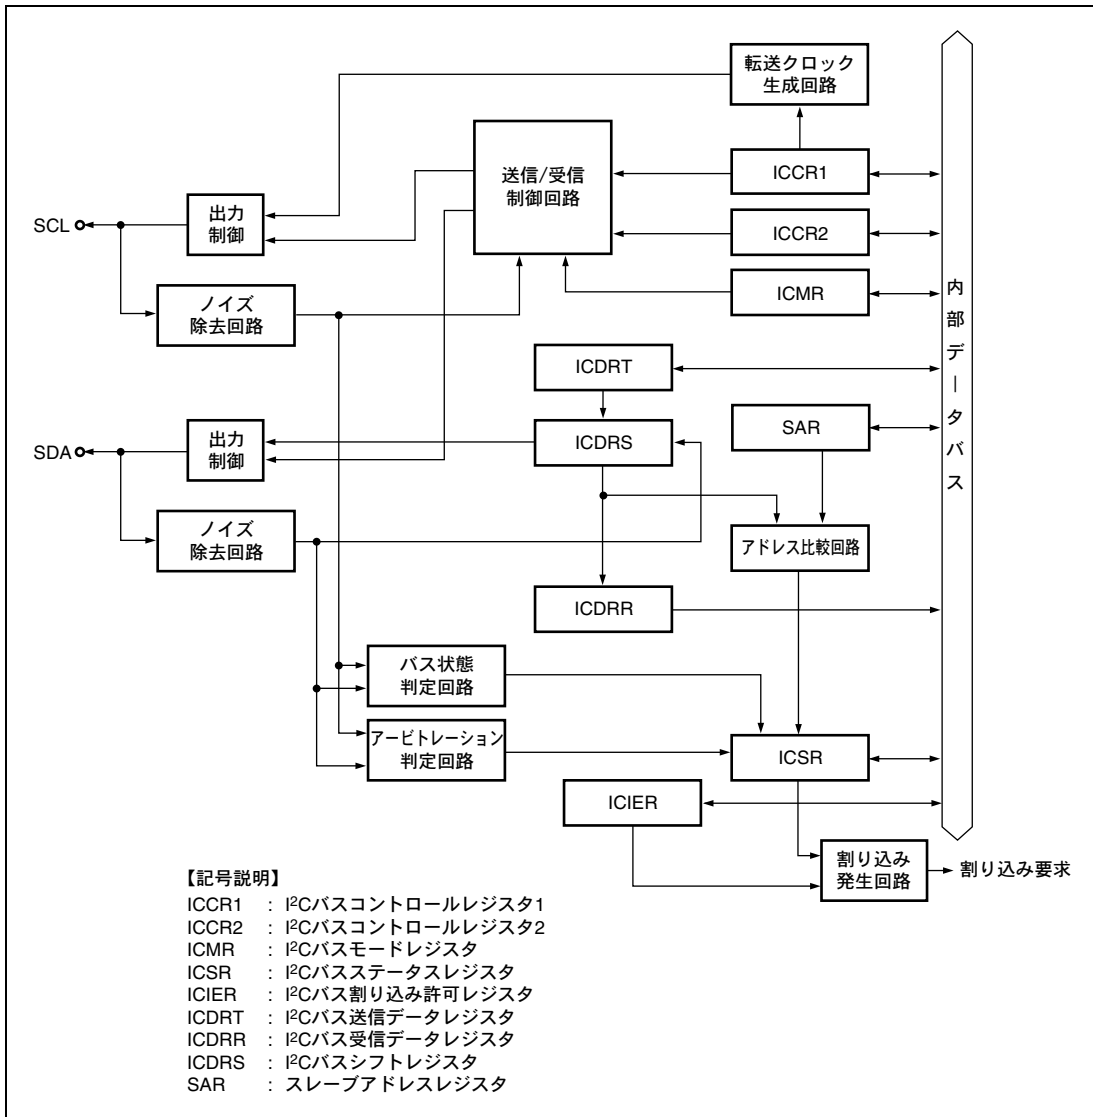 転送クロック
生成回路
送信/受信
制御回路
ICCR1
出力
制御
SCL
ICCR2
ICMR
ノイズ
除去回路
内部データバス
ICDRT
SAR
出力
制御
ICDRS
SDA
ノイズ
除去回路
アドレス比較回路
ICDRR
バス状態
判定回路
アービトレーション
判定回路
ICSR
ICIER
割り込み
発生回路
割り込み要求
【記号説明】
ICCR1 : I²Cバスコントロールレジスタ1
ICCR2 : I²Cバスコントロールレジスタ2
ICMR : I²Cバスモードレジスタ
ICSR : I²Cバスステータスレジスタ
ICIER : I²Cバス割り込み許可レジスタ
ICDRT : I²Cバス送信データレジスタ
ICDRR : I²Cバス受信データレジスタ
ICDRS : I²Cバスシフトレジスタ
SAR : スレーブアドレスレジスタ